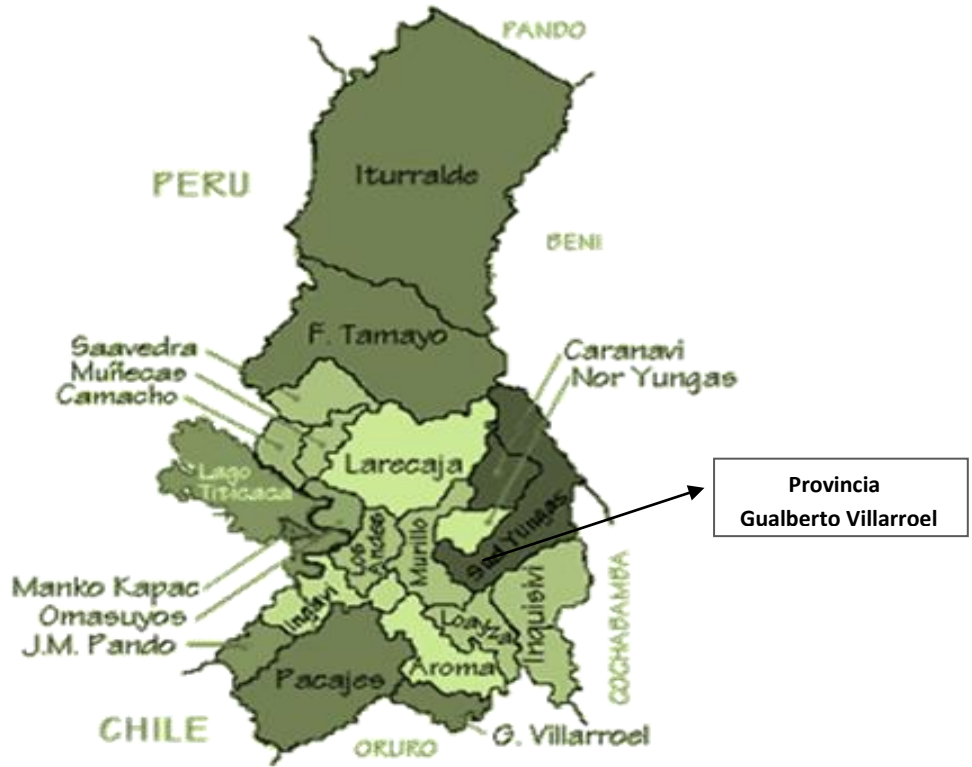 PANDO
PERU
Iturralde
BENI
F. Tamayo
Saavedra
Muñecas
Camacho
Caranavi
Nor Yungas
Larecaja
Lago
Titicaca
Provincia
Gualberto Villarroel
Los
Andes
Murillo
Sud Yungas
Manko Kapac
Omasuyos
J.M. Pando
Iingavi
Loayza
Inquisivi
COCHABAMBA
Aroma
Pacajes
CHILE
ORURO
G. Villarroel